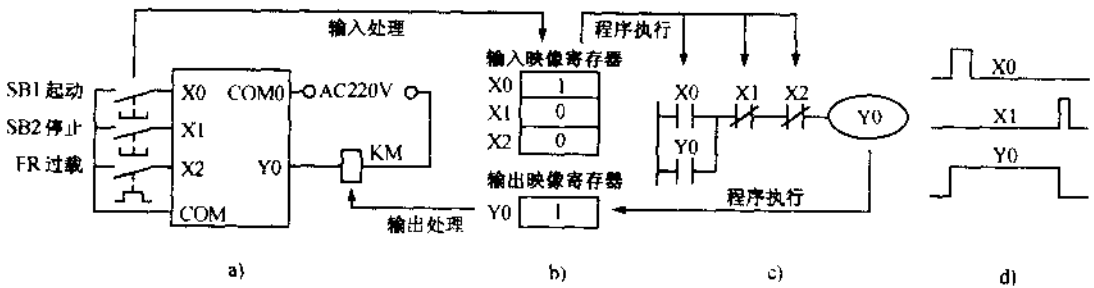 输入处理
程序执行
SB1 起动
SB2 停止
FR 过载
X0
X1
X2
COM
COM0
AC220V
Y0
KM
输出处理
a)
输入映像寄存器
X0 1
X1 0
X2 0
输出映像寄存器
Y0 1
b)
X0 X1 X2
Y0
Y0
程序执行
c)
X0
X1
Y0
d)